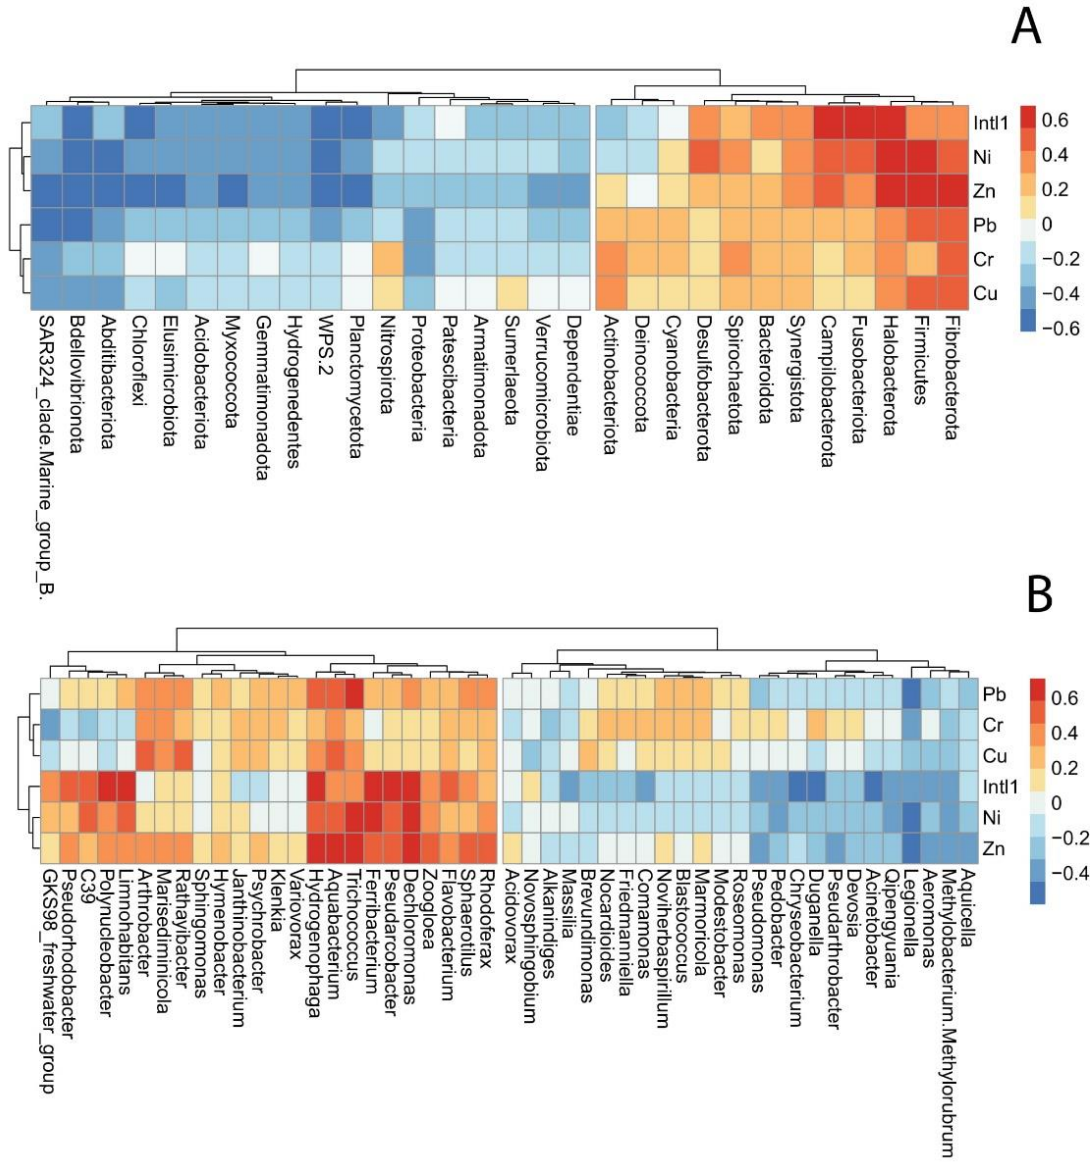 A
Intl1
Ni
Zn
Pb
Cr
Cu
0.6
0.4
0.2
0
−0.2
−0.4
−0.6
SAR324_clade.Marine_group_B.
Bdellovibrionota
Abditibacteriota
Chloroflexi
Elusimicrobiota
Acidobacteriota
Myxococcota
Gemmatimonadota
Hydrogenedentes
WPS.2
Planctomycetota
Nitrospirota
Proteobacteria
Patescibacteria
Armatimonadota
Sumerlaeota
Verrucomicrobiota
Dependentiae
Actinobacteriota
Deinococcota
Cyanobacteria
Desulfobacterota
Spirochaetota
Bacteroidota
Synergistota
Campilobacterota
Fusobacteriota
Halobacterota
Firmicutes
Fibrobacterota
B
Pb
Cr
Cu
Intl1
Ni
Zn
0.6
0.4
0.2
0
−0.2
−0.4
GKS98_freshwater_group
Pseudorhodobacter
C39
Polynucleobacter
Limnohabitans
Arthrobacter
Marisediminicola
Rathayibacter
Sphingomonas
Hymenobacter
Janthinobacterium
Psychrobacter
Klenkia
Variovorax
Hydrogenophaga
Aquabacterium
Trichococcus
Ferribacterium
Pseudarcobacter
Dechloromonas
Zoogloea
Flavobacterium
Sphaerotilus
Rhodoferax
Acidovorax
Novosphingobium
Alkanindiges
Massilia
Brevundimonas
Nocardioides
Friedmanniella
Comamonas
Noviherbaspirillum
Blastococcus
Marmoricola
Modestobacter
Roseomonas
Pseudomonas
Pedobacter
Chryseobacterium
Duganella
Pseudarthrobacter
Devosia
Acinetobacter
Qipengyuania
Legionella
Aeromonas
Methylobacterium.Methylorubrum
Aquicella